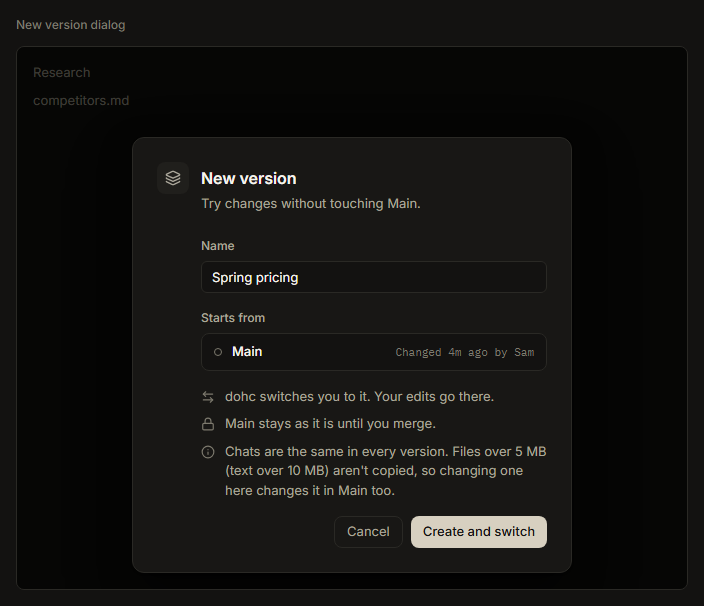 New version dialog
Research
competitors.md
New version
Try changes without touching Main.
Name
Spring pricing
Starts from
Main
Changed 4m ago by Sam
dohc switches you to it. Your edits go there.
Main stays as it is until you merge.
Chats are the same in every version. Files over 5 MB
(text over 10 MB) aren't copied, so changing one
here changes it in Main too.
Cancel
Create and switch